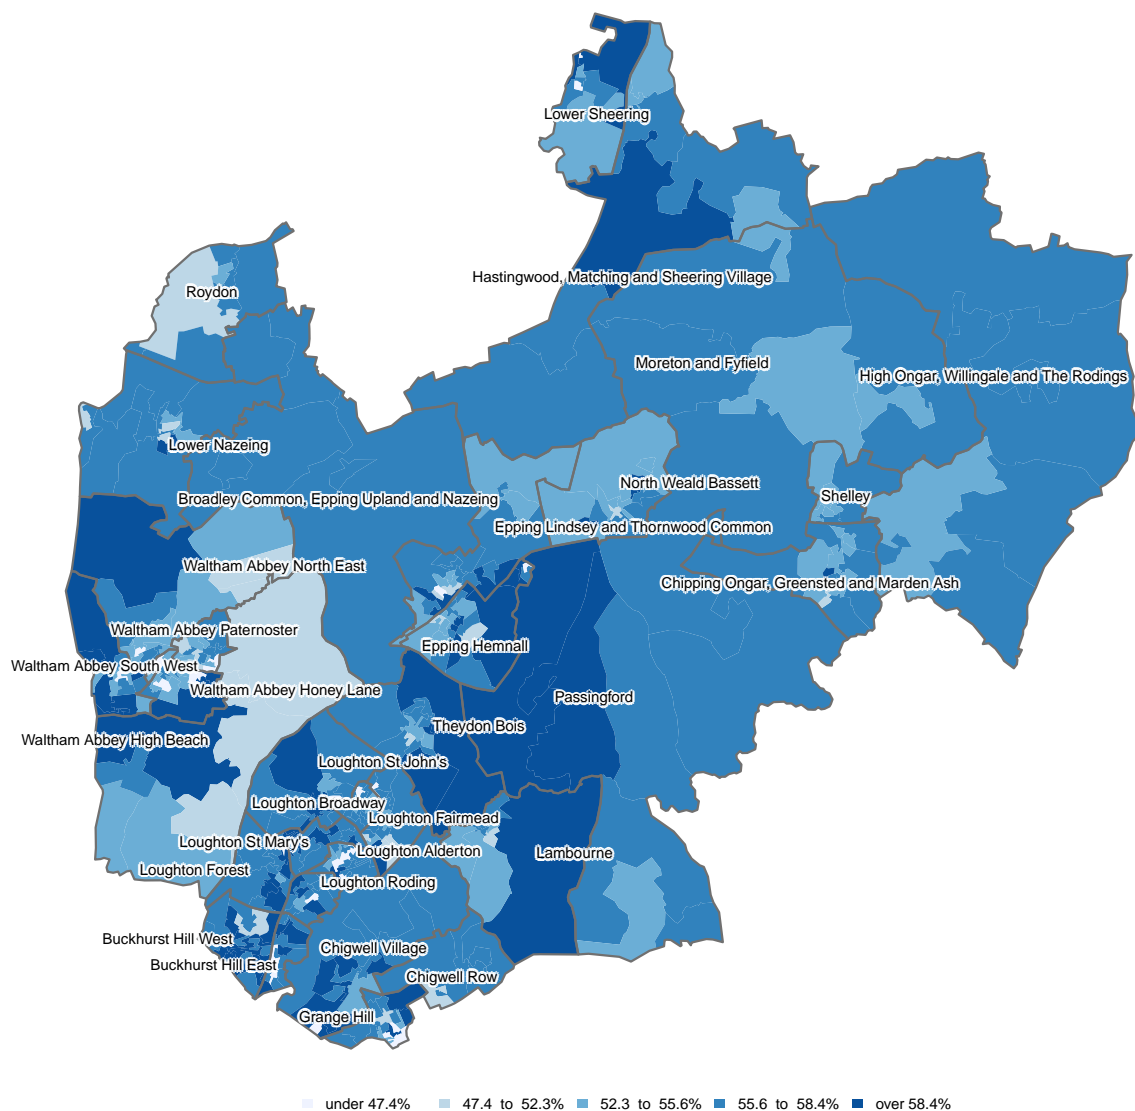 Lower Sheering
Hastingwood, Matching and Sheering Village
Roydon
Moreton and Fyfield
High Ongar, Willingale and The Rodings
Lower Nazeing
North Weald Bassett
Broadley Common, Epping Upland and Nazeing
Shelley
Epping Lindsey and Thornwood Common
Waltham Abbey North East
Chipping Ongar, Greensted and Marden Ash
Waltham Abbey Paternoster
Epping Hemnall
Waltham Abbey South West
Waltham Abbey Honey Lane
Passingford
Theydon Bois
Waltham Abbey High Beach
Loughton St John's
Loughton Broadway
Loughton Fairmead
Loughton St Mary's
Loughton Alderton
Lambourne
Loughton Forest
Loughton Roding
Buckhurst Hill West
Chigwell Village
Buckhurst Hill East
Chigwell Row
Grange Hill
under 47.4% 47.4 to 52.3% 52.3 to 55.6% 55.6 to 58.4% over 58.4%